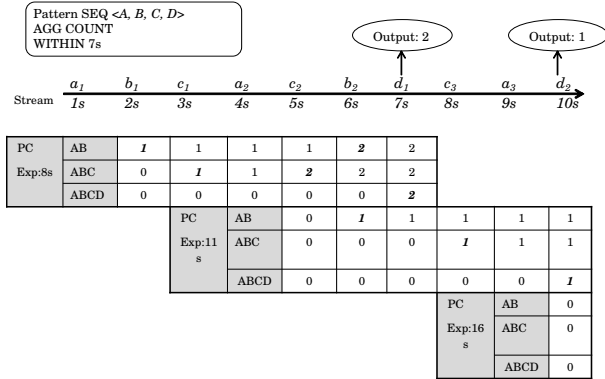 Pattern SEQ <A, B, C, D>
AGG COUNT
WITHIN 7s
Output: 2 Output: 1
a1 b1 c1 a2 c2 b2 d1 c3 a3 d2
Stream 1s 2s 3s 4s 5s 6s 7s 8s 9s 10s
PC AB 1 1 1 1 2 2
Exp:8s ABC 0 1 1 2 2 2
ABCD 0 0 0 0 0 2
PC AB 0 1 1 1 1 1
Exp:11 ABC 0 0 0 1 1 1
s
ABCD 0 0 0 0 0 1
PC AB 0
Exp:16 ABC 0
s
ABCD 0